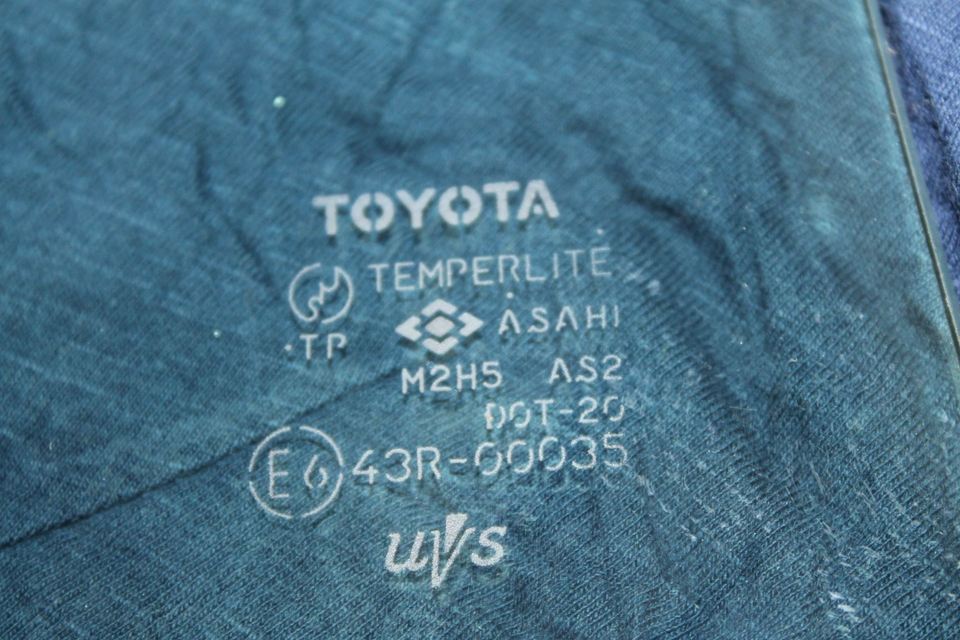 TOYOTA
TEMPERLITE
TP
ASAHI
M2H5 AS2
DOT-20
E6 43R-00035
uvs